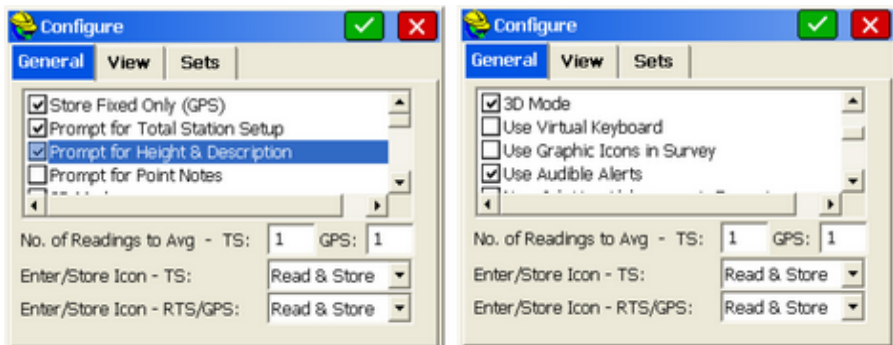 Configure
General View Sets
Store Fixed Only (GPS)
Prompt for Total Station Setup
Prompt for Height & Description
Prompt for Point Notes
No. of Readings to Avg - TS: 1 GPS: 1
Enter/Store Icon - TS: Read & Store
Enter/Store Icon - RTS/GPS: Read & Store
Configure
General View Sets
3D Mode
Use Virtual Keyboard
Use Graphic Icons in Survey
Use Audible Alerts
No. of Readings to Avg - TS: 1 GPS: 1
Enter/Store Icon - TS: Read & Store
Enter/Store Icon - RTS/GPS: Read & Store